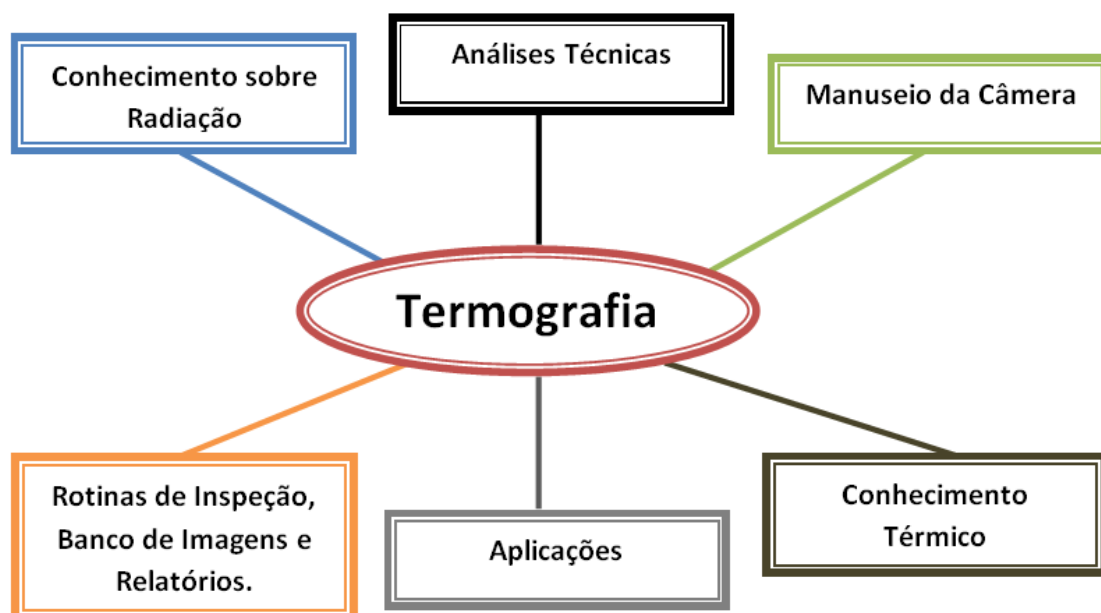 Conhecimento sobre
Radiação
Análises Técnicas
Manuseio da Câmera
Termografia
Rotinas de Inspeção,
Banco de Imagens e
Relatórios.
Aplicações
Conhecimento
Térmico